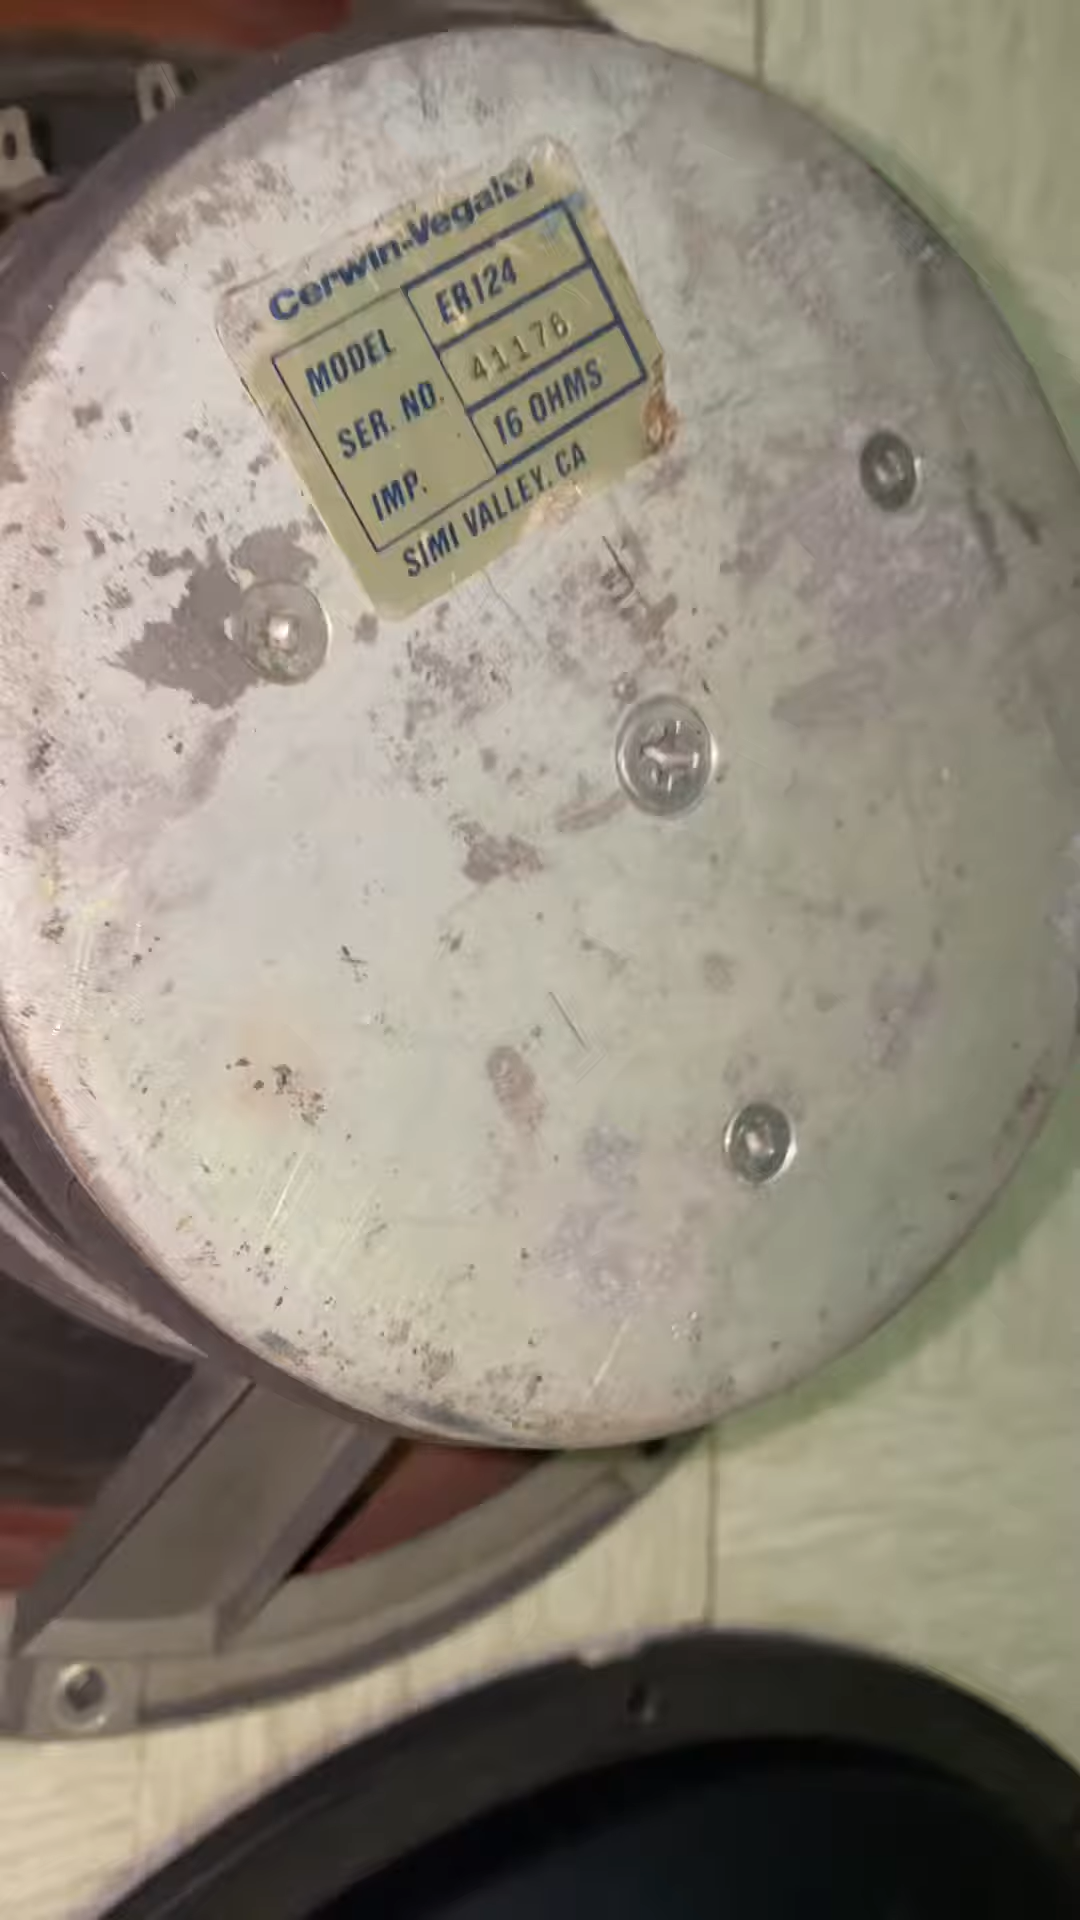 Cerwin-Vega!
MODEL ER124
SER. NO. 41176
IMP. 16 OHMS
SIMI VALLEY, CA